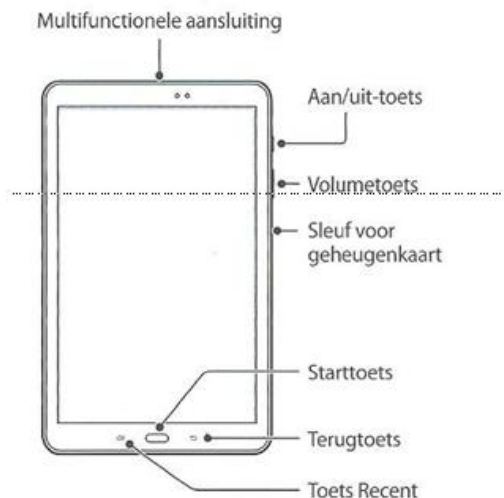 Multifunctionele aansluiting
Aan/uit-toets
Volumetoets
Sleuf voor
geheugenkaart
Starttoets
Terugtoets
Toets Recent